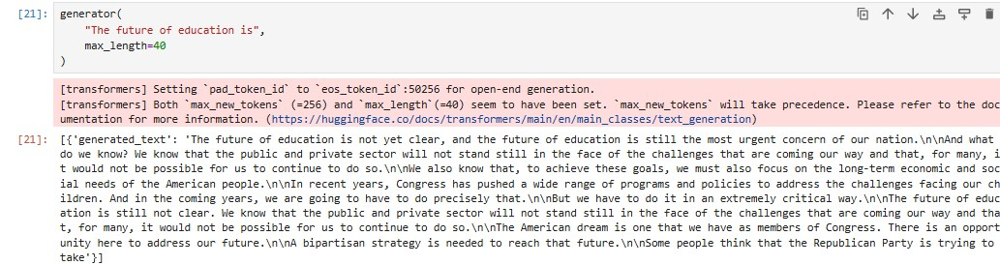 [21]: generator(
    "The future of education is",
    max_length=40
)
[transformers] Setting `pad_token_id` to `eos_token_id`:50256 for open-end generation.
[transformers] Both `max_new_tokens` (=256) and `max_length`(=40) seem to have been set. `max_new_tokens` will take precedence. Please refer to the doc
umentation for more information. (https://huggingface.co/docs/transformers/main/en/main_classes/text_generation)
[21]: [{'generated_text': 'The future of education is not yet clear, and the future of education is still the most urgent concern of our nation.\n\nAnd what
do we know? We know that the public and private sector will not stand still in the face of the challenges that are coming our way and that, for many, i
t would not be possible for us to continue to do so.\n\nWe also know that, to achieve these goals, we must also focus on the long-term economic and soc
ial needs of the American people.\n\nIn recent years, Congress has pushed a wide range of programs and policies to address the challenges facing our ch
ildren. And in the coming years, we are going to have to do precisely that.\n\nBut we have to do it in an extremely critical way.\n\nThe future of educ
ation is still not clear. We know that the public and private sector will not stand still in the face of the challenges that are coming our way and tha
t, for many, it would not be possible for us to continue to do so.\n\nThe American dream is one that we have as members of Congress. There is an opport
unity here to address our future.\n\nA bipartisan strategy is needed to reach that future.\n\nSome people think that the Republican Party is trying to
take'}]